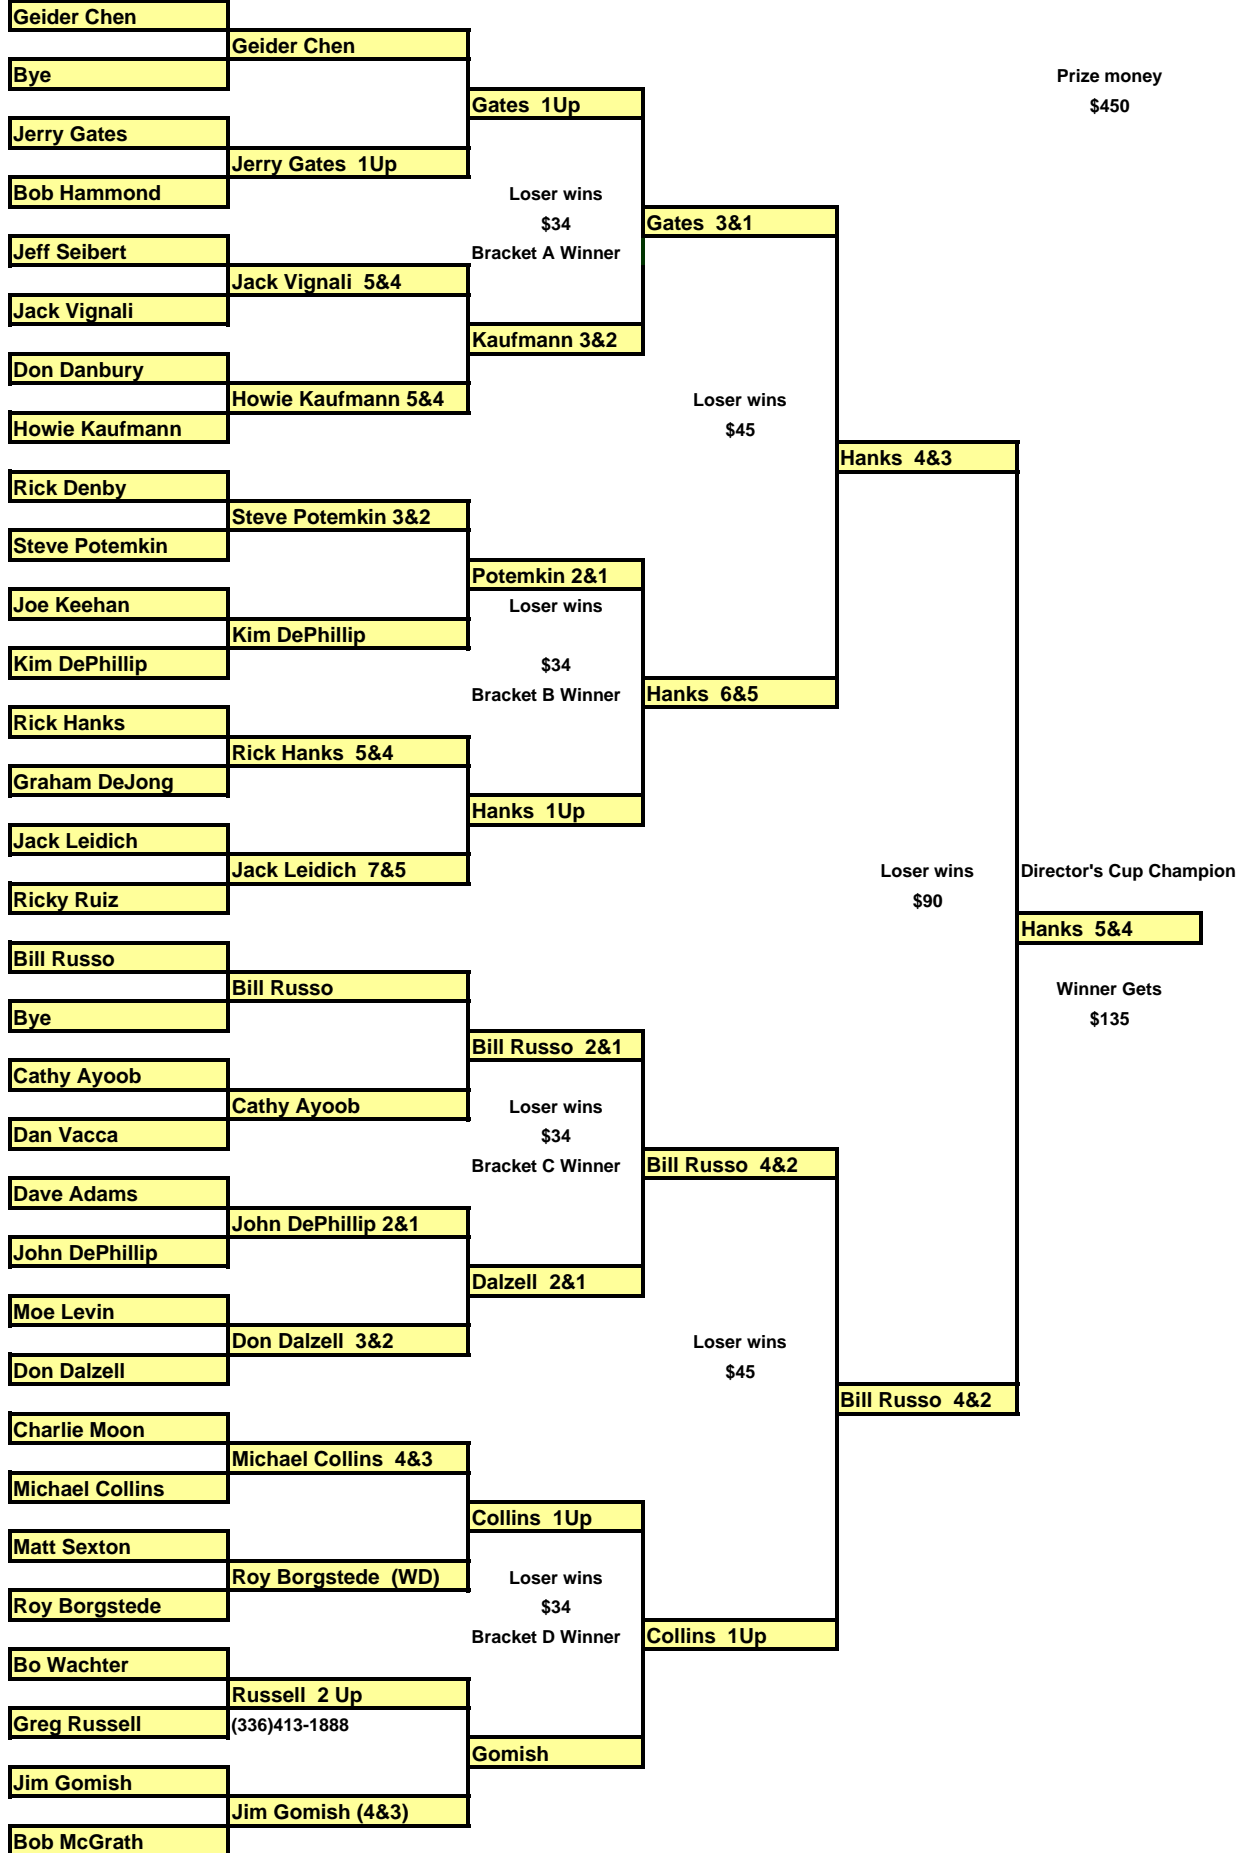 Geider Chen
Geider Chen
Bye
Prize money
Gates 1Up
$450
Jerry Gates
Jerry Gates 1Up
Bob Hammond
Loser wins
$34
Gates 3&1
Jeff Seibert
Bracket A Winner
Jack Vignali 5&4
Jack Vignali
Kaufmann 3&2
Don Danbury
Howie Kaufmann 5&4
Loser wins
Howie Kaufmann
$45
Hanks 4&3
Rick Denby
Steve Potemkin 3&2
Steve Potemkin
Potemkin 2&1
Joe Keehan
Loser wins
Kim DePhillip
Kim DePhillip
$34
Bracket B Winner
Hanks 6&5
Rick Hanks
Rick Hanks 5&4
Graham DeJong
Hanks 1Up
Jack Leidich
Jack Leidich 7&5
Loser wins
Director's Cup Champion
Ricky Ruiz
$90
Hanks 5&4
Bill Russo
Bill Russo
Winner Gets
Bye
$135
Bill Russo 2&1
Cathy Ayoob
Cathy Ayoob
Loser wins
Dan Vacca
$34
Bracket C Winner
Bill Russo 4&2
Dave Adams
John DePhillip 2&1
John DePhillip
Dalzell 2&1
Moe Levin
Don Dalzell 3&2
Loser wins
Don Dalzell
$45
Bill Russo 4&2
Charlie Moon
Michael Collins 4&3
Michael Collins
Collins 1Up
Matt Sexton
Roy Borgstede (WD)
Loser wins
Roy Borgstede
$34
Bracket D Winner
Collins 1Up
Bo Wachter
Russell 2 Up
Greg Russell
(336)413-1888
Gomish
Jim Gomish
Jim Gomish (4&3)
Bob McGrath